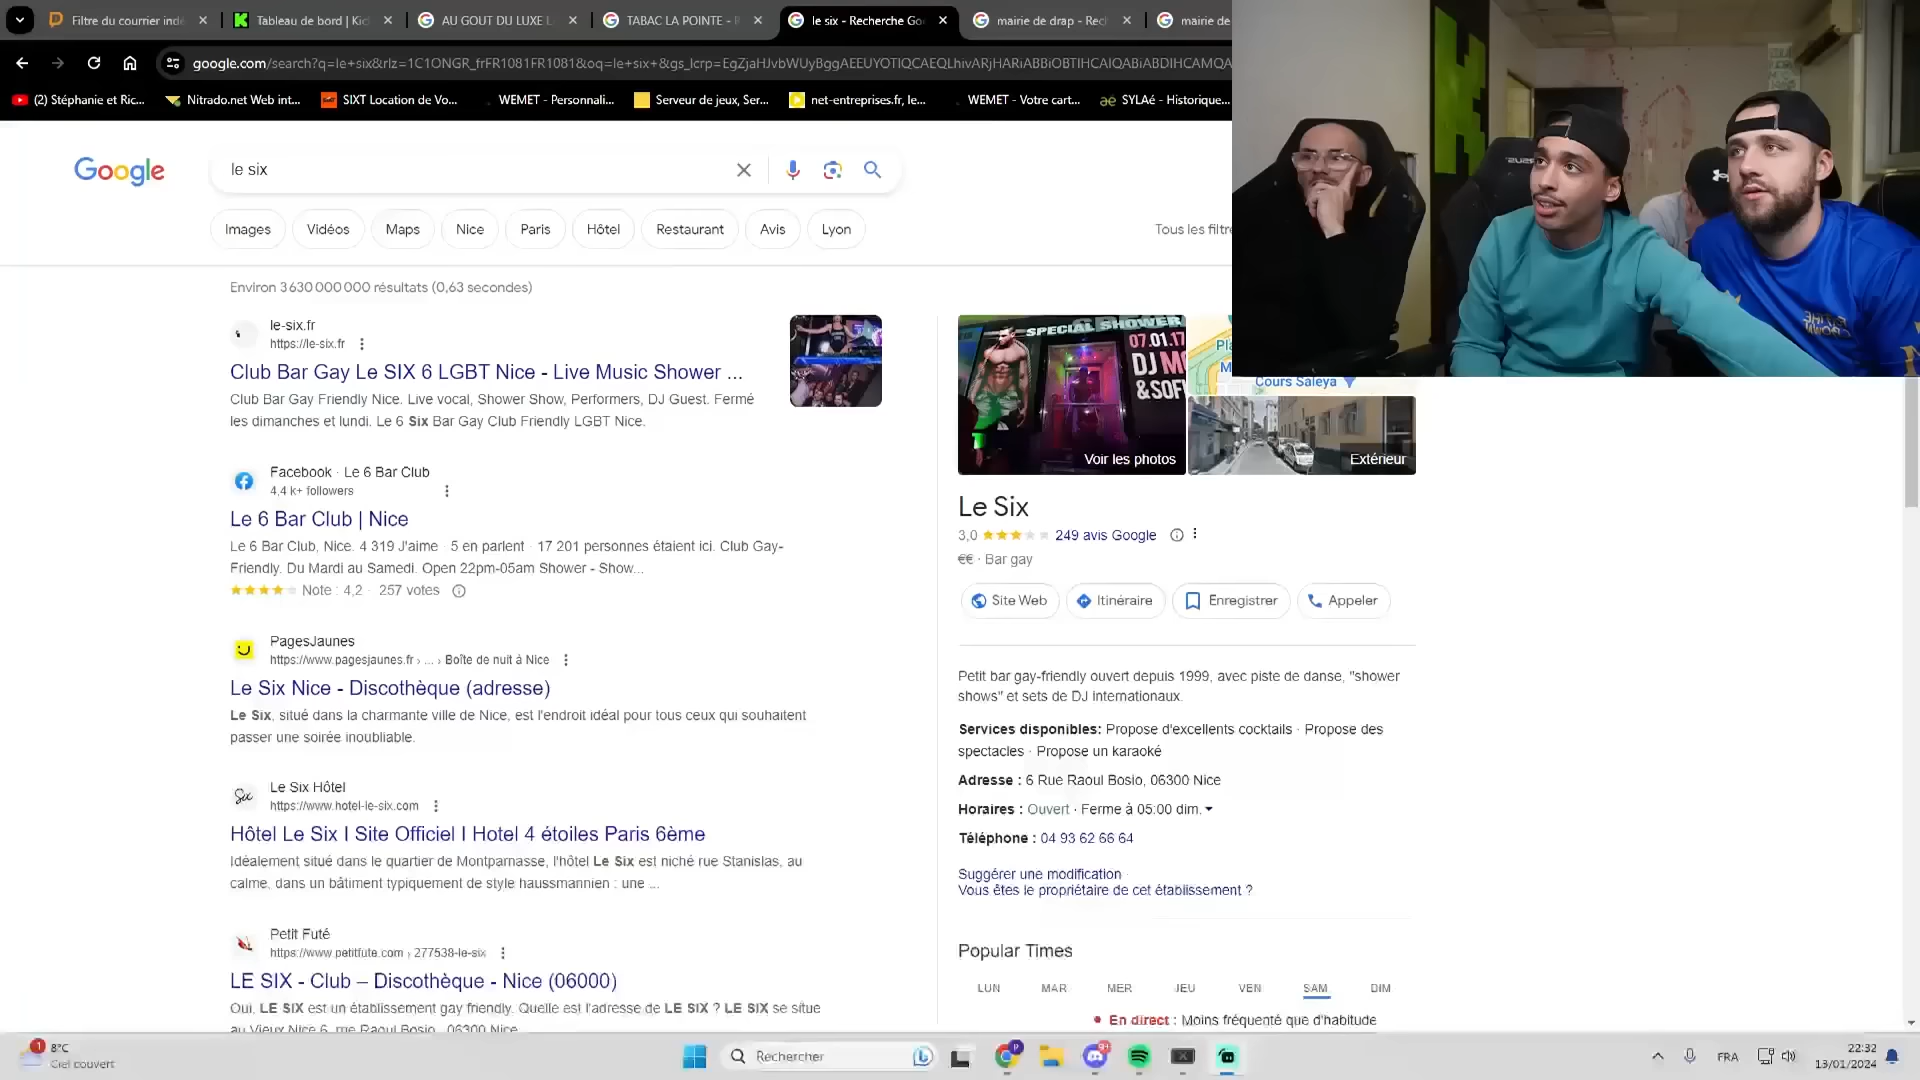 Filtre du courrier indé
Tableau de bord | Kic
AU GOUT DU LUXE L
TABAC LA POINTE -
le six - Recherche Go
mairie de drap - Rec
mairie de
google.com/search?q=le+six&rlz=1C1ONGR_frFR1081FR1081&oq=le+six+&gs_lcrp=EgZjaHJvbWUyBggAEEUYOTIQCAEQLhivARjHARiABBiOBTIHCAIQABiABDIHCAMQA
(2) Stéphanie et Ric...
Nitrado.net Web int...
SIXT Location de Vo...
WEMET - Personnali...
Serveur de jeux, Ser...
net-entreprises.fr, le...
WEMET - Votre cart...
SYLAé - Historique...
Google
le six
Images
Vidéos
Maps
Nice
Paris
Hôtel
Restaurant
Avis
Lyon
Tous les filtre
Environ 3 630 000 000 résultats (0,63 secondes)
le-six.fr
https://le-six.fr
Club Bar Gay Le SIX 6 LGBT Nice - Live Music Shower ...
Club Bar Gay Friendly Nice. Live vocal, Shower Show, Performers, DJ Guest. Fermé
les dimanches et lundi. Le 6 Six Bar Gay Club Friendly LGBT Nice.
Facebook · Le 6 Bar Club
4,4 k+ followers
Le 6 Bar Club | Nice
Le 6 Bar Club, Nice. 4 319 J'aime · 5 en parlent · 17 201 personnes étaient ici. Club Gay-
Friendly. Du Mardi au Samedi. Open 22pm-05am Shower - Show...
Note : 4,2 · 257 votes
PagesJaunes
https://www.pagesjaunes.fr › ... › Boîte de nuit à Nice
Le Six Nice - Discothèque (adresse)
Le Six, situé dans la charmante ville de Nice, est l'endroit idéal pour tous ceux qui souhaitent
passer une soirée inoubliable.
Six
Le Six Hôtel
https://www.hotel-le-six.com
Hôtel Le Six I Site Officiel I Hotel 4 étoiles Paris 6ème
Idéalement situé dans le quartier de Montparnasse, l'hôtel Le Six est niché rue Stanislas, au
calme, dans un bâtiment typiquement de style haussmannien : une ...
Petit Futé
https://www.petitfute.com › 277538-le-six
LE SIX - Club – Discothèque - Nice (06000)
Oui, LE SIX est un établissement gay friendly. Quelle est l'adresse de LE SIX ? LE SIX se situe
au Vieux Nice 6, rue Raoul Bosio , 06300 Nice
SPECIAL SHOWER
07.01.17
DJ MO
&SOF
Voir les photos
Cours Saleya
Extérieur
Le Six
3,0
249 avis Google
€€ · Bar gay
Site Web
Itinéraire
Enregistrer
Appeler
Petit bar gay-friendly ouvert depuis 1999, avec piste de danse, "shower
shows" et sets de DJ internationaux.
Services disponibles: Propose d'excellents cocktails · Propose des
spectacles · Propose un karaoké
Adresse : 6 Rue Raoul Bosio, 06300 Nice
Horaires : Ouvert · Ferme à 05:00 dim.
Téléphone : 04 93 62 66 64
Suggérer une modification ·
Vous êtes le propriétaire de cet établissement ?
Popular Times
LUN
MAR
MER
JEU
VEN
SAM
DIM
En direct : Moins fréquenté que d'habitude
1
8°C
Ciel couvert
Rechercher
FRA
22:32
13/01/2024